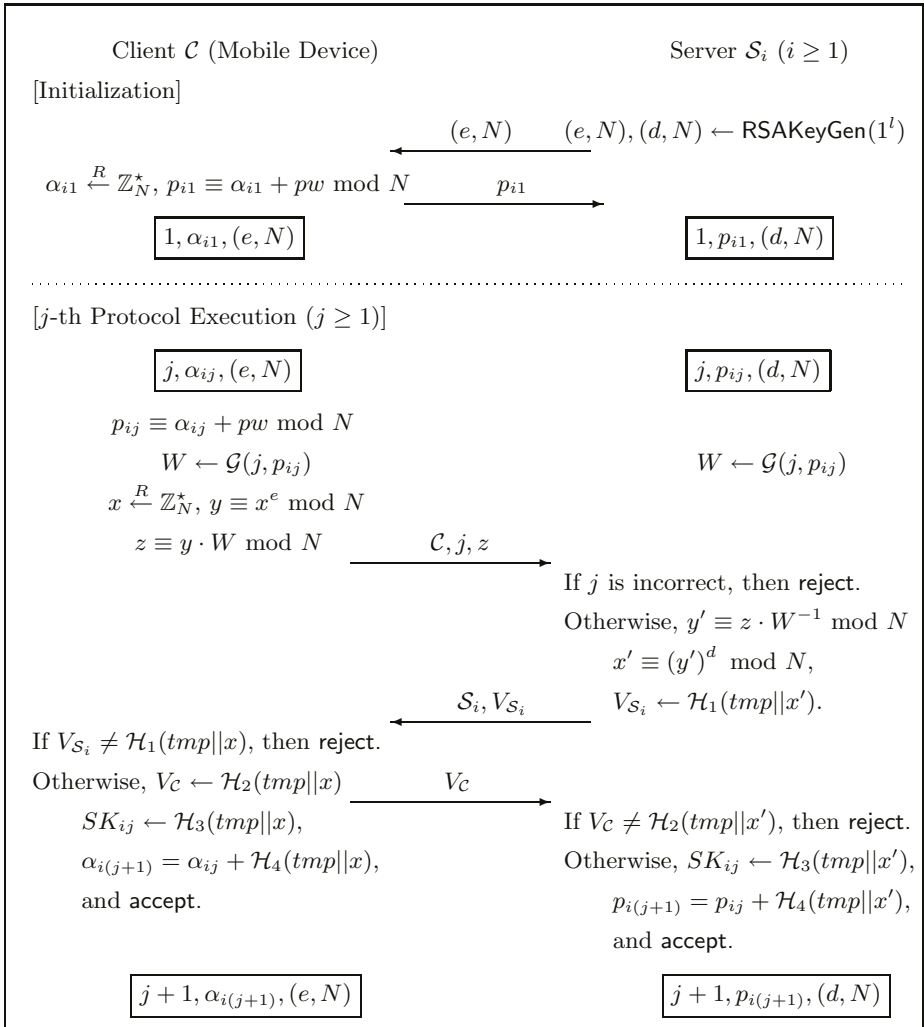 Client 𝒞 (Mobile Device) Server 𝒮ᵢ (i ≥ 1)
[Initialization]
(e, N) (e, N), (d, N) ← RSAKeyGen(1^l)
α_{i1} ←^R ℤ_N^⋆, p_{i1} ≡ α_{i1} + pw mod N p_{i1}
1, α_{i1}, (e, N) 1, p_{i1}, (d, N)
[j-th Protocol Execution (j ≥ 1)]
j, α_{ij}, (e, N) j, p_{ij}, (d, N)
p_{ij} ≡ α_{ij} + pw mod N
W ← 𝒢(j, p_{ij}) W ← 𝒢(j, p_{ij})
x ←^R ℤ_N^⋆, y ≡ x^e mod N
z ≡ y · W mod N 𝒞, j, z
If j is incorrect, then reject.
Otherwise, y′ ≡ z · W^{−1} mod N
x′ ≡ (y′)^d mod N,
𝒮_i, V_{𝒮_i} V_{𝒮_i} ← ℋ_1(tmp||x′).
If V_{𝒮_i} ≠ ℋ_1(tmp||x), then reject.
Otherwise, V_𝒞 ← ℋ_2(tmp||x) V_𝒞
SK_{ij} ← ℋ_3(tmp||x), If V_𝒞 ≠ ℋ_2(tmp||x′), then reject.
α_{i(j+1)} = α_{ij} + ℋ_4(tmp||x), Otherwise, SK_{ij} ← ℋ_3(tmp||x′),
and accept. p_{i(j+1)} = p_{ij} + ℋ_4(tmp||x′),
and accept.
j + 1, α_{i(j+1)}, (e, N) j + 1, p_{i(j+1)}, (d, N)